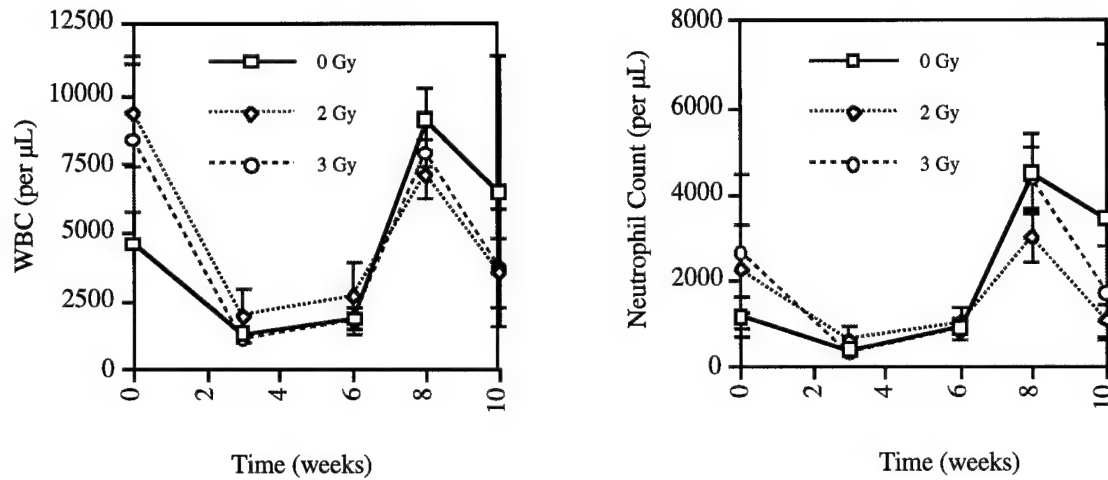 WBC (per µL)
12500
10000
7500
5000
2500
0
0 Gy
2 Gy
3 Gy
0 2 4 6 8 10
Time (weeks)
Neutrophil Count (per µL)
8000
6000
4000
2000
0
0 Gy
2 Gy
3 Gy
0 2 4 6 8 10
Time (weeks)